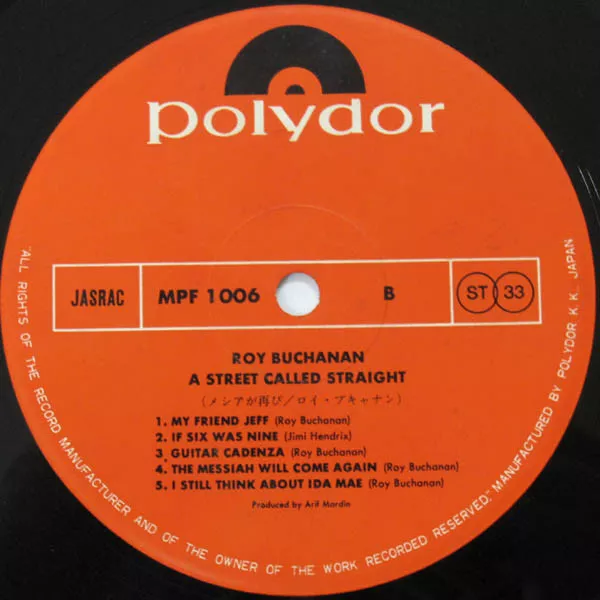 polydor
JASRAC MPF 1006 B ST 33
ROY BUCHANAN
A STREET CALLED STRAIGHT
(メシアが再び/ロイ・ブキャナン)
1. MY FRIEND JEFF (Roy Buchanan)
2. IF SIX WAS NINE (Jimi Hendrix)
3. GUITAR CADENZA (Roy Buchanan)
4. THE MESSIAH WILL COME AGAIN (Roy Buchanan)
5. I STILL THINK ABOUT IDA MAE (Roy Buchanan)
Produced by Arif Mardin
"ALL RIGHTS OF THE RECORD MANUFACTURER AND OF THE OWNER OF THE WORK RECORDED RESERVED." MANUFACTURED BY POLYDOR K. K., JAPAN